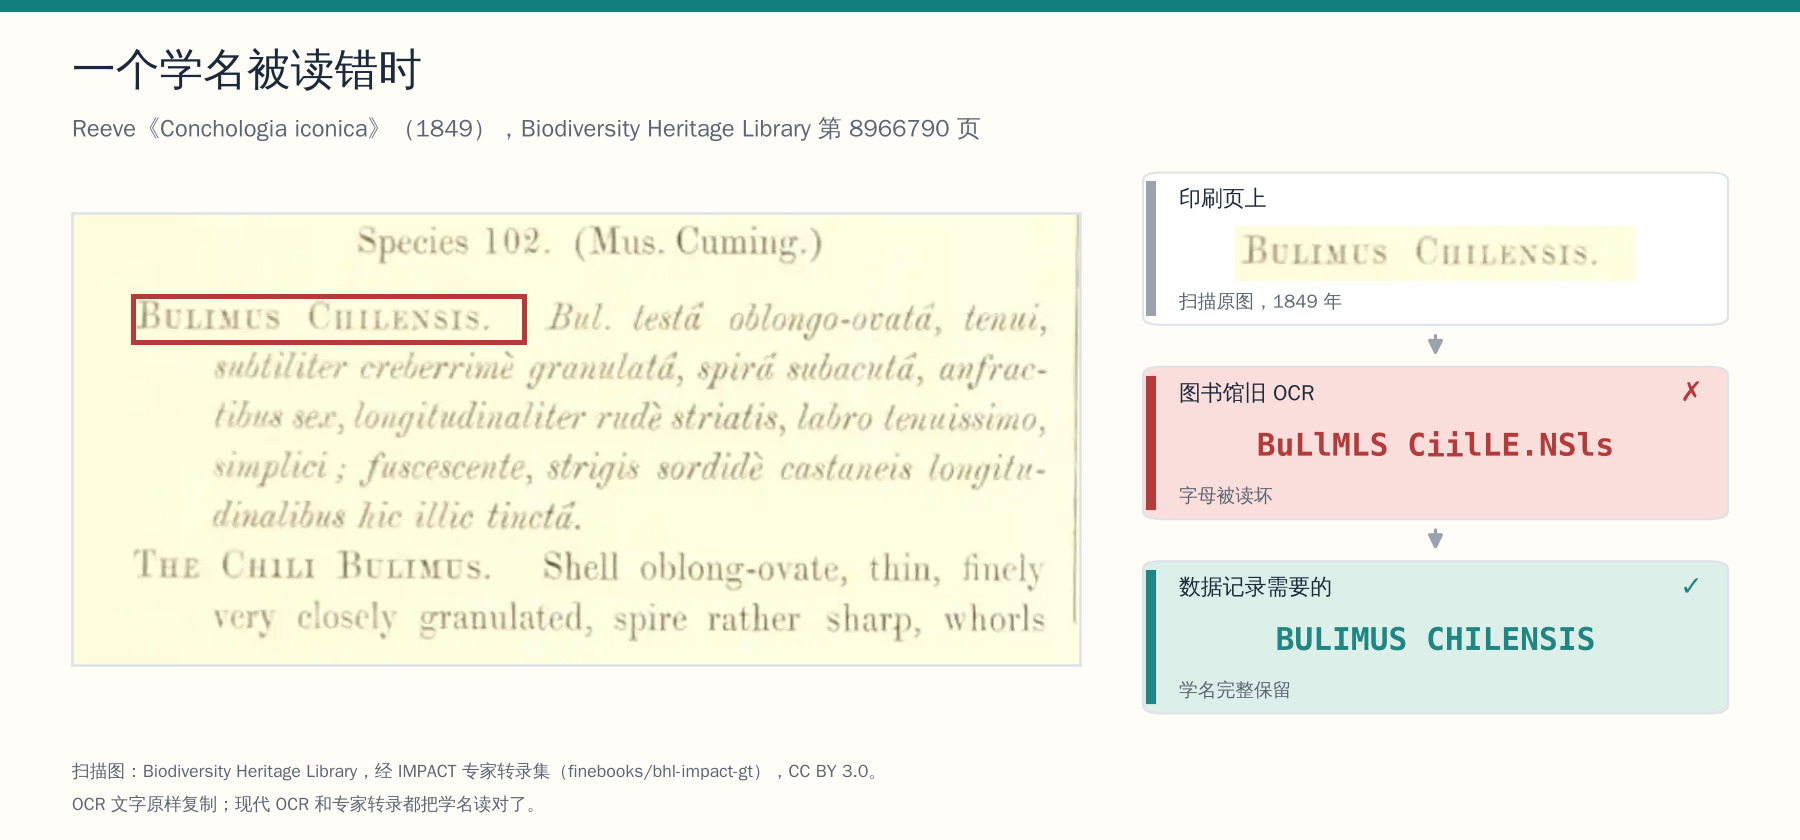 一个学名被读错时
Reeve《Conchologia iconica》（1849），Biodiversity Heritage Library 第 8966790 页
Species 102. (Mus. Cuming.)
BULIMUS CHILENSIS. Bul. testâ oblongo-ovatâ, tenui,
subtiliter creberrimè granulatâ, spirâ subacutâ, anfrac-
tibus sex, longitudinaliter rudè striatis, labro tenuissimo,
simplici ; fuscescente, strigis sordidè castaneis longitu-
dinalibus hic illic tinctâ.
THE CHILI BULIMUS. Shell oblong-ovate, thin, finely
very closely granulated, spire rather sharp, whorls
印刷页上
BULIMUS CHILENSIS.
扫描原图，1849 年
图书馆旧 OCR ✗
BuLlMLS CiilLE.NSls
字母被读坏
数据记录需要的 ✓
BULIMUS CHILENSIS
学名完整保留
扫描图：Biodiversity Heritage Library，经 IMPACT 专家转录集（finebooks/bhl-impact-gt），CC BY 3.0。
OCR 文字原样复制；现代 OCR 和专家转录都把学名读对了。